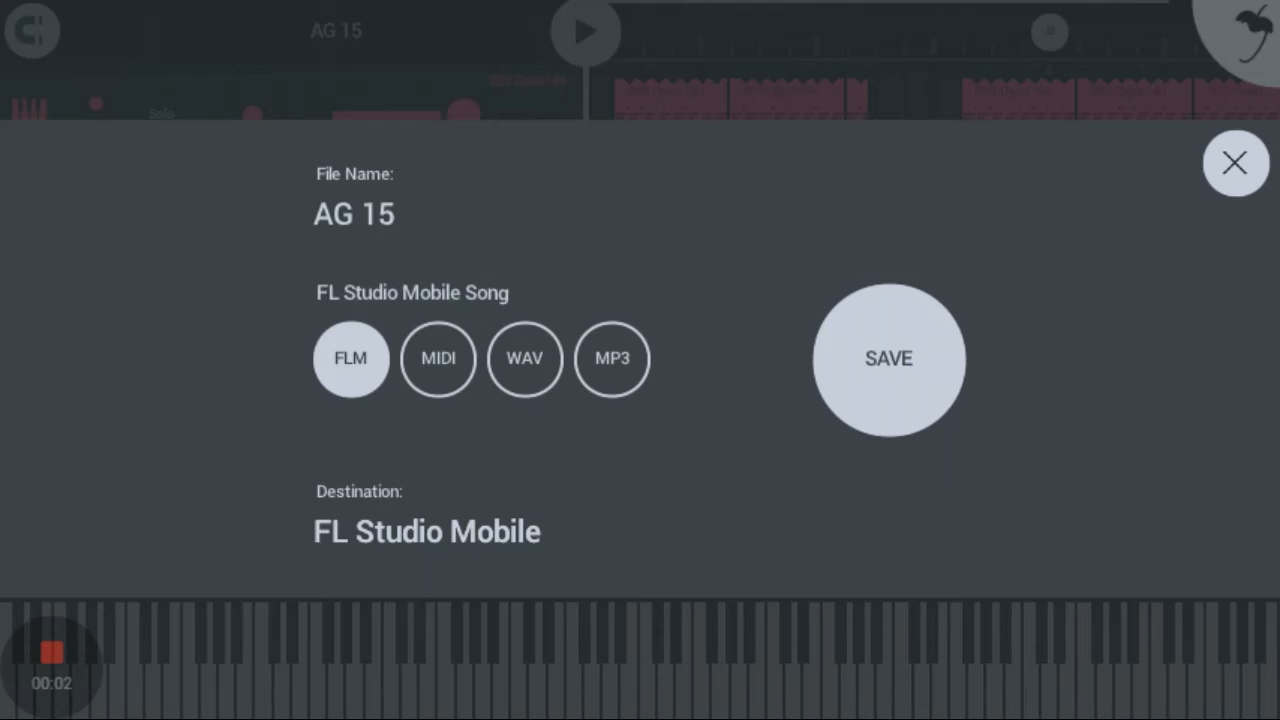 AG 15
Solo
File Name:
AG 15
FL Studio Mobile Song
FLM MIDI WAV MP3
SAVE
Destination:
FL Studio Mobile
00:02